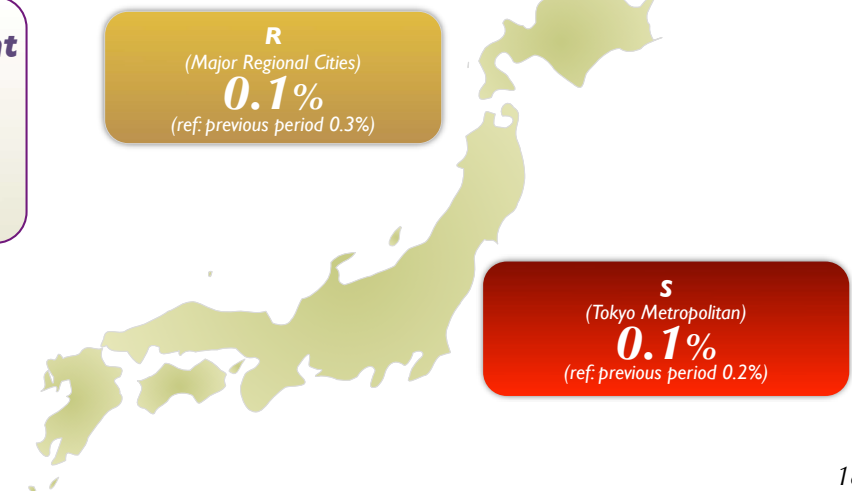 R
(Major Regional Cities)
0.1%
(ref: previous period 0.3%)
S
(Tokyo Metropolitan)
0.1%
(ref: previous period 0.2%)